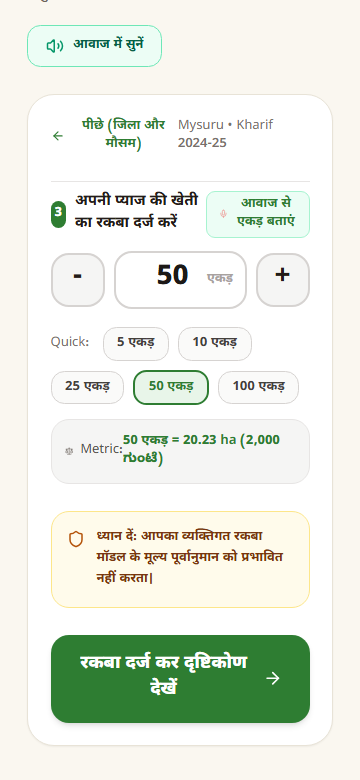 आवाज में सुनें
पीछे (जिला और
मौसम)
Mysuru • Kharif
2024-25
3
अपनी प्याज की खेती
का रकबा दर्ज करें
आवाज से
एकड़ बताएं
-
50 एकड़
+
Quick:
5 एकड़
10 एकड़
25 एकड़
50 एकड़
100 एकड़
Metric:
50 एकड़ = 20.23 ha (2,000
ಗುಂಟೆ)
ध्यान दें: आपका व्यक्तिगत रकबा
मॉडल के मूल्य पूर्वानुमान को प्रभावित
नहीं करता।
रकबा दर्ज कर दृष्टिकोण
देखें